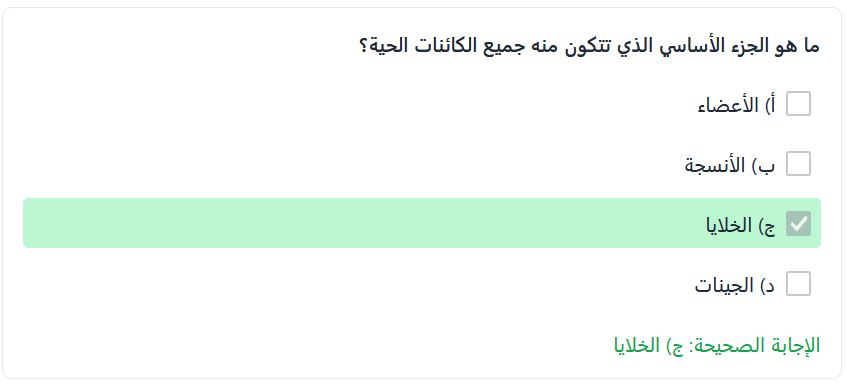 ما هو الجزء الأساسي الذي تتكون منه جميع الكائنات الحية؟
أ) الأعضاء
ب) الأنسجة
ج) الخلايا
د) الجينات
الإجابة الصحيحة: ج) الخلايا